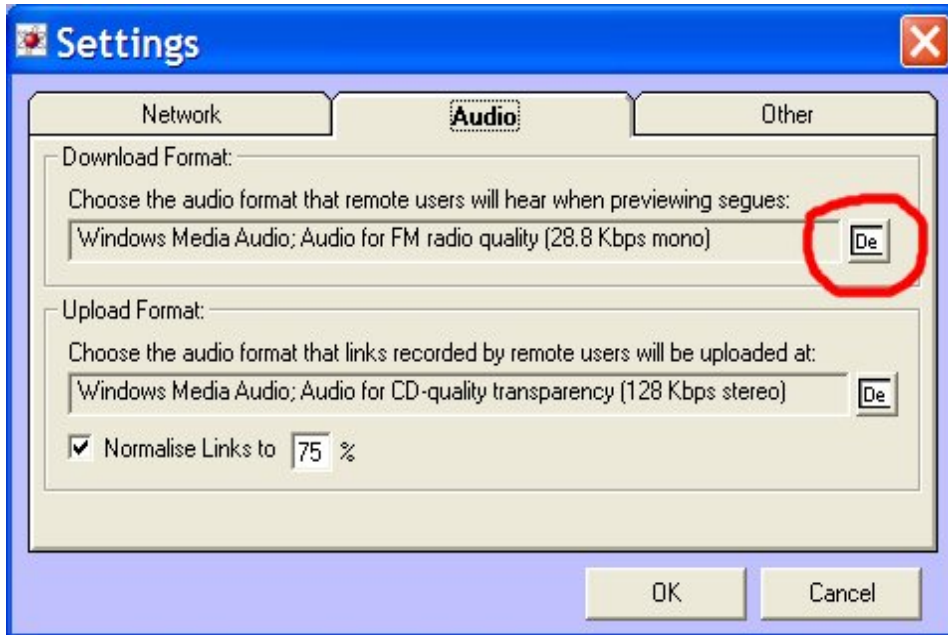 Settings
Network Audio Other
Download Format:
Choose the audio format that remote users will hear when previewing segues:
Windows Media Audio; Audio for FM radio quality (28.8 Kbps mono) De
Upload Format:
Choose the audio format that links recorded by remote users will be uploaded at:
Windows Media Audio; Audio for CD-quality transparency (128 Kbps stereo) De
Normalise Links to 75 %
OK Cancel